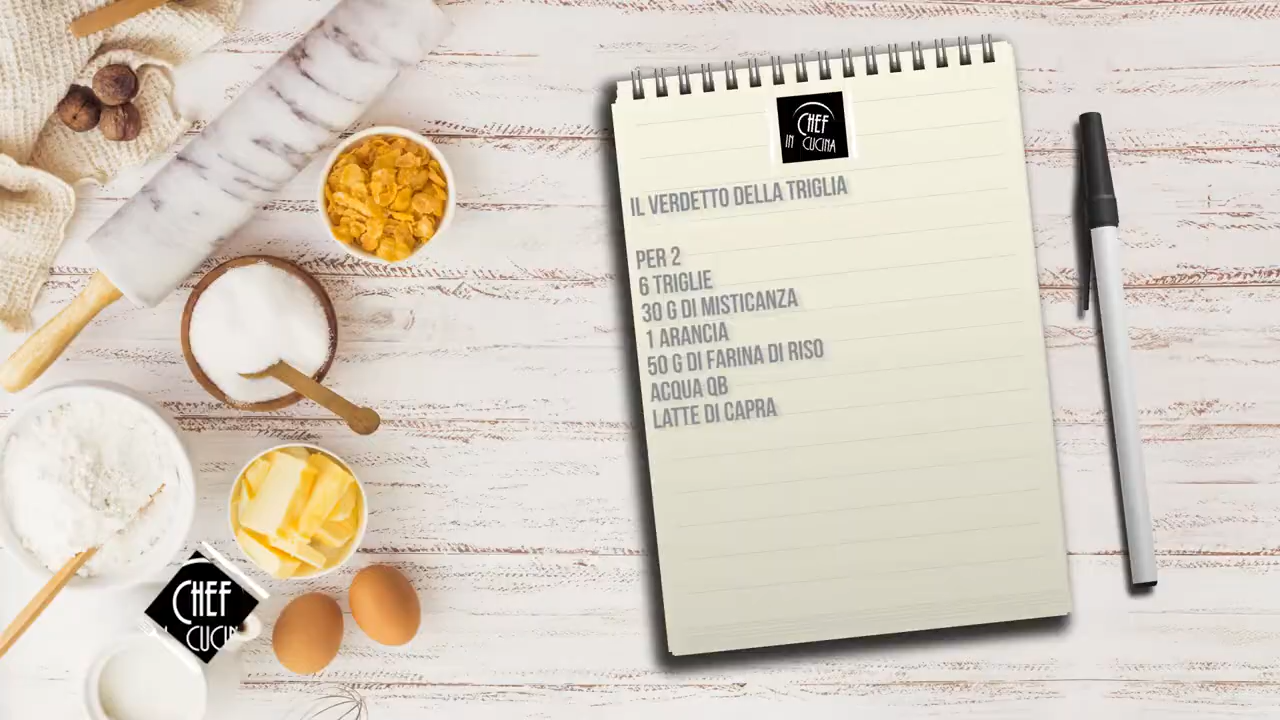 CHEF
IN CUCINA
IL VERDETTO DELLA TRIGLIA
PER 2
6 TRIGLIE
30 G DI MISTICANZA
1 ARANCIA
50 G DI FARINA DI RISO
ACQUA QB
LATTE DI CAPRA
CHEF
IN CUCIN